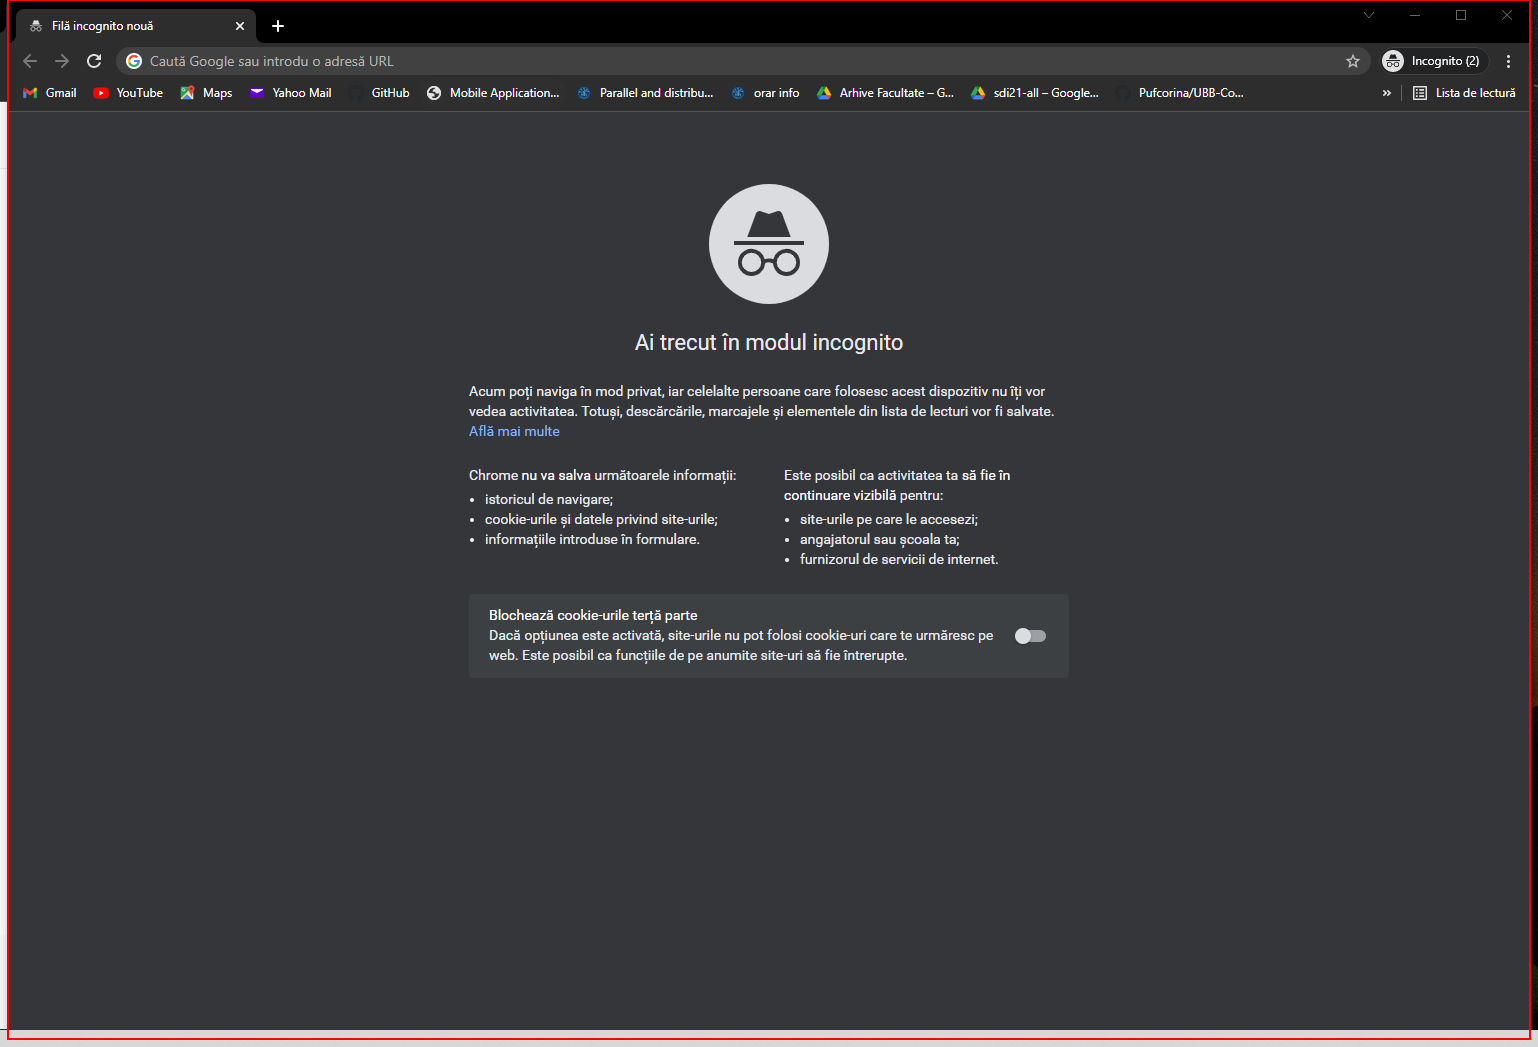 Filă incognito nouă
Caută Google sau introdu o adresă URL
Incognito (2)
Gmail YouTube Maps Yahoo Mail GitHub Mobile Application... Parallel and distribu... orar info Arhive Facultate – G... sdi21-all – Google... Pufcorina/UBB-Co... » Lista de lectură
Ai trecut în modul incognito
Acum poți naviga în mod privat, iar celelalte persoane care folosesc acest dispozitiv nu îți vor
vedea activitatea. Totuși, descărcările, marcajele și elementele din lista de lecturi vor fi salvate.
Află mai multe
Chrome nu va salva următoarele informații:
• istoricul de navigare;
• cookie-urile și datele privind site-urile;
• informațiile introduse în formulare.
Este posibil ca activitatea ta să fie în
continuare vizibilă pentru:
• site-urile pe care le accesezi;
• angajatorul sau școala ta;
• furnizorul de servicii de internet.
Blochează cookie-urile terță parte
Dacă opțiunea este activată, site-urile nu pot folosi cookie-uri care te urmăresc pe
web. Este posibil ca funcțiile de pe anumite site-uri să fie întrerupte.